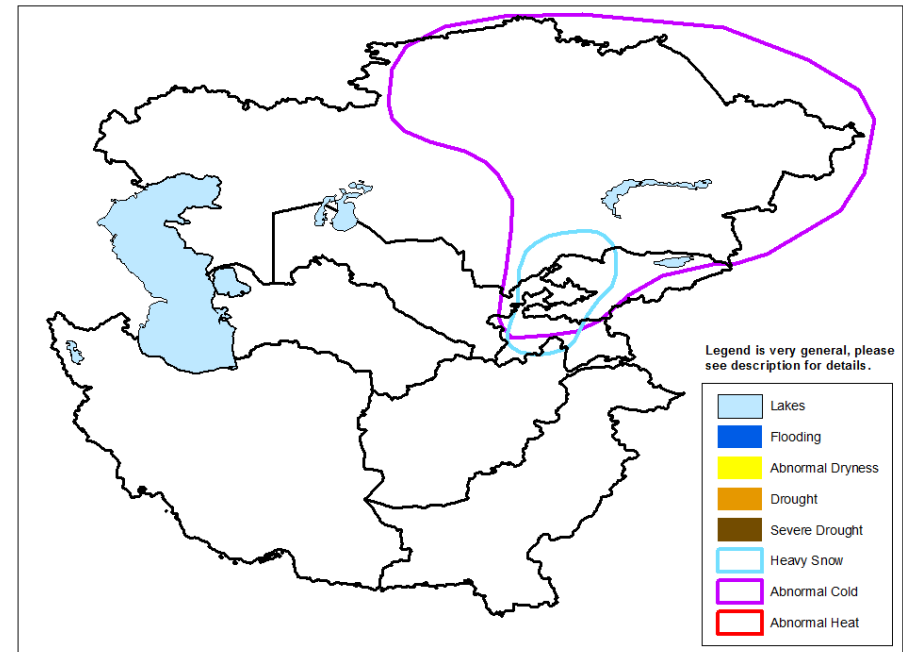 Legend is very general, please
see description for details.
Lakes
Flooding
Abnormal Dryness
Drought
Severe Drought
Heavy Snow
Abnormal Cold
Abnormal Heat